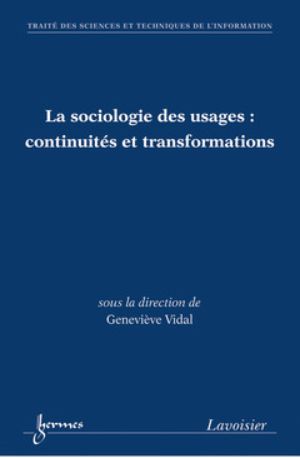 TRAITÉ DES SCIENCES ET TECHNIQUES DE L'INFORMATION
La sociologie des usages :
continuités et transformations
sous la direction de
Geneviève Vidal
hermes
Lavoisier